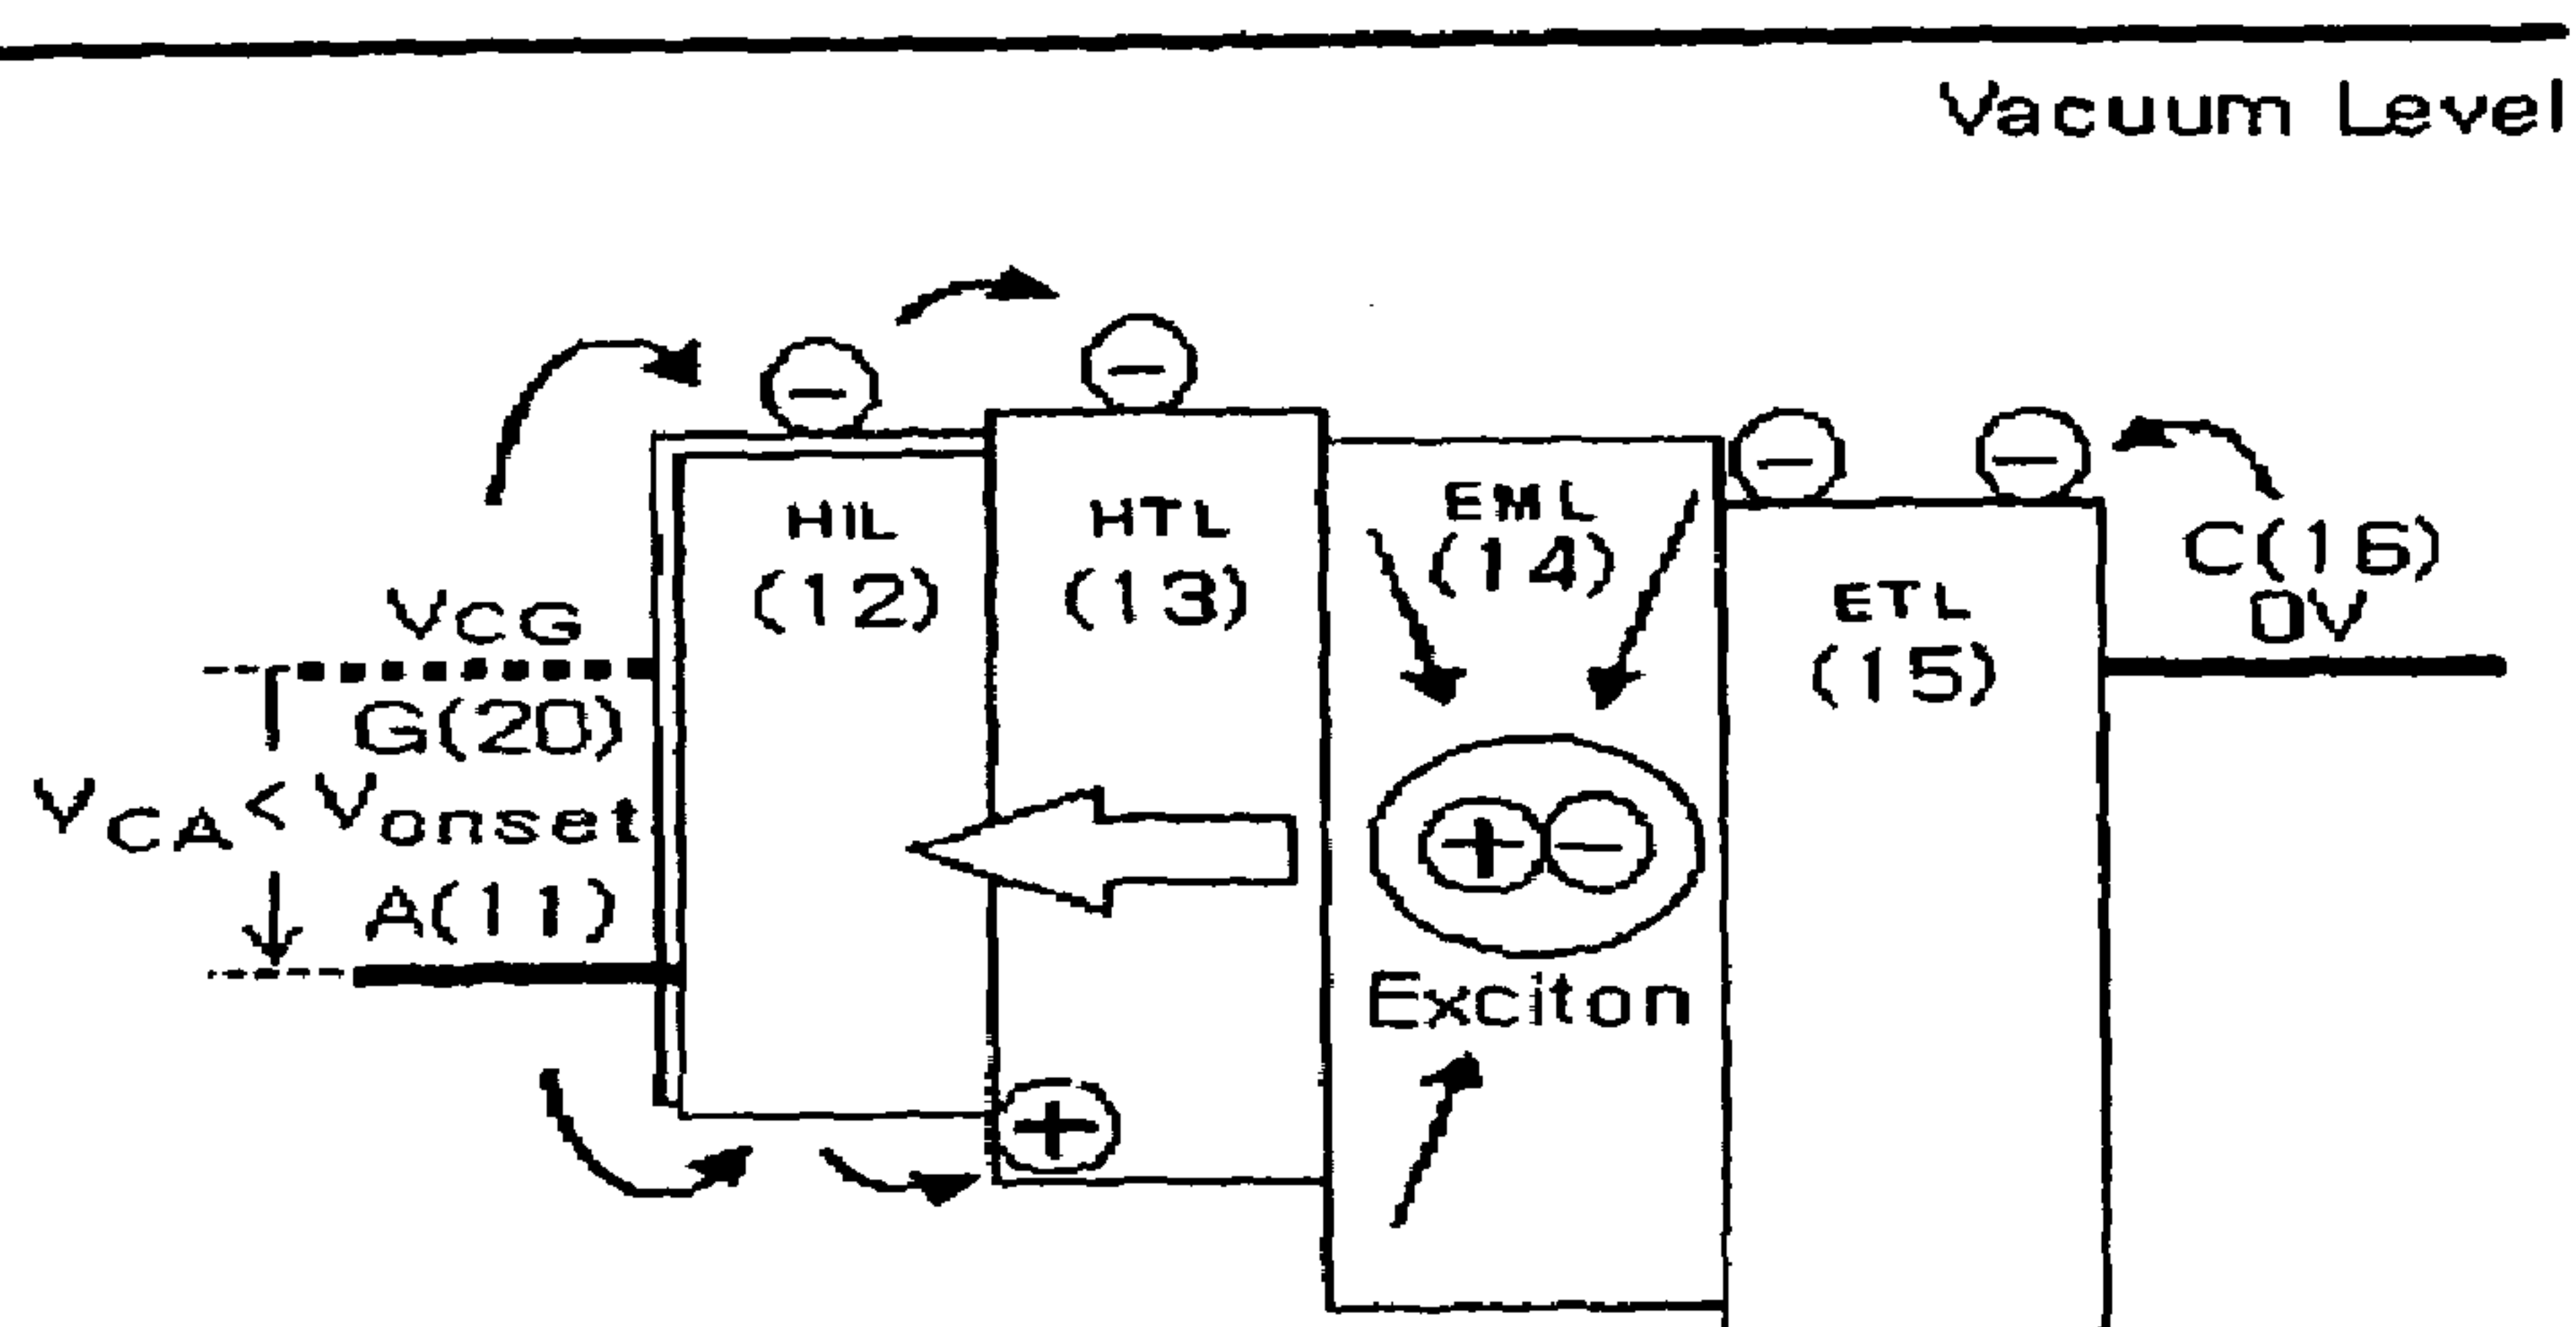 Vacuum Level
−
−
−
−
HIL
(12)
HTL
(13)
EML
(14)
ETL
(15)
C(16)
0V
VCG
G(20)
VCA < Vonset
A(11)
+ −
Exciton
+